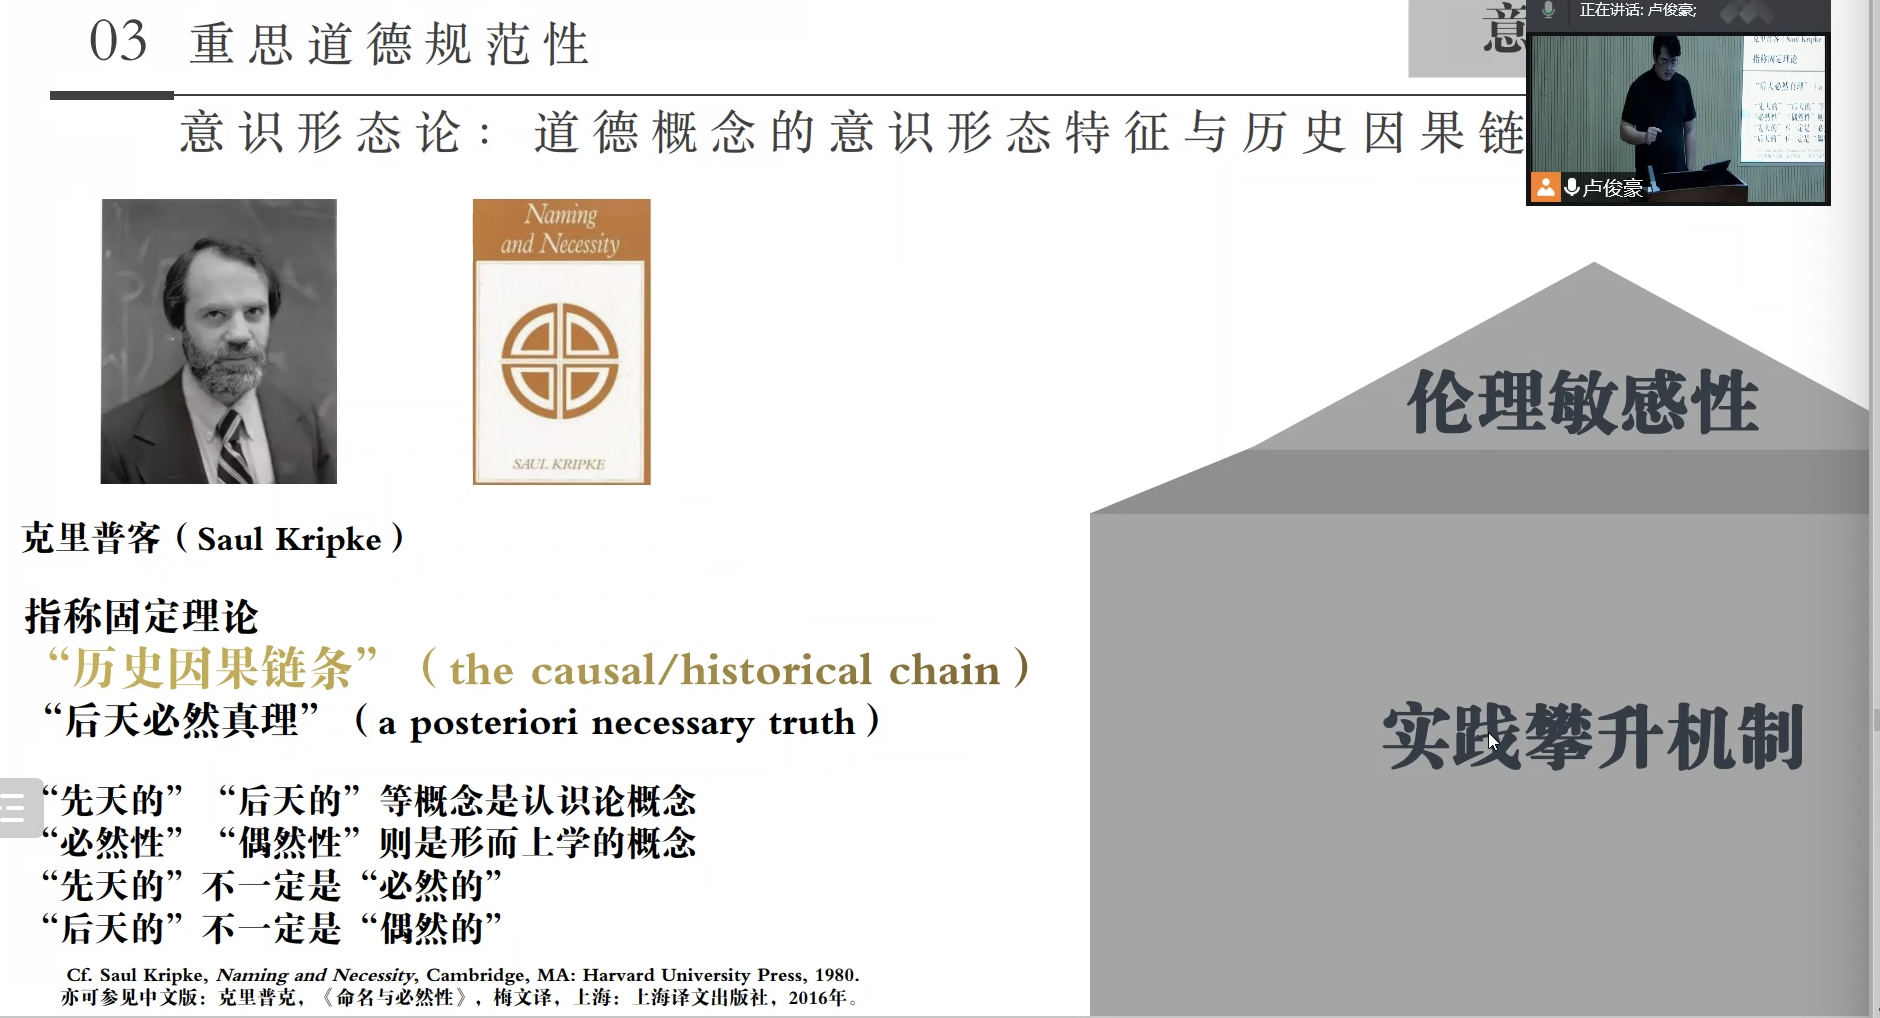 03 重思道德规范性
意
正在讲话: 卢俊豪;
意识形态论：道德概念的意识形态特征与历史因果链
卢俊豪
指称固定理论
Naming
and Necessity
SAUL KRIPKE
伦理敏感性
克里普客（Saul Kripke）
指称固定理论
“历史因果链条”（the causal/historical chain）
“后天必然真理”（a posteriori necessary truth）
实践攀升机制
“先天的”“后天的”等概念是认识论概念
“必然性”“偶然性”则是形而上学的概念
“先天的”不一定是“必然的”
“后天的”不一定是“偶然的”
Cf. Saul Kripke, Naming and Necessity, Cambridge, MA: Harvard University Press, 1980.
亦可参见中文版：克里普克，《命名与必然性》，梅文译，上海：上海译文出版社，2016年。